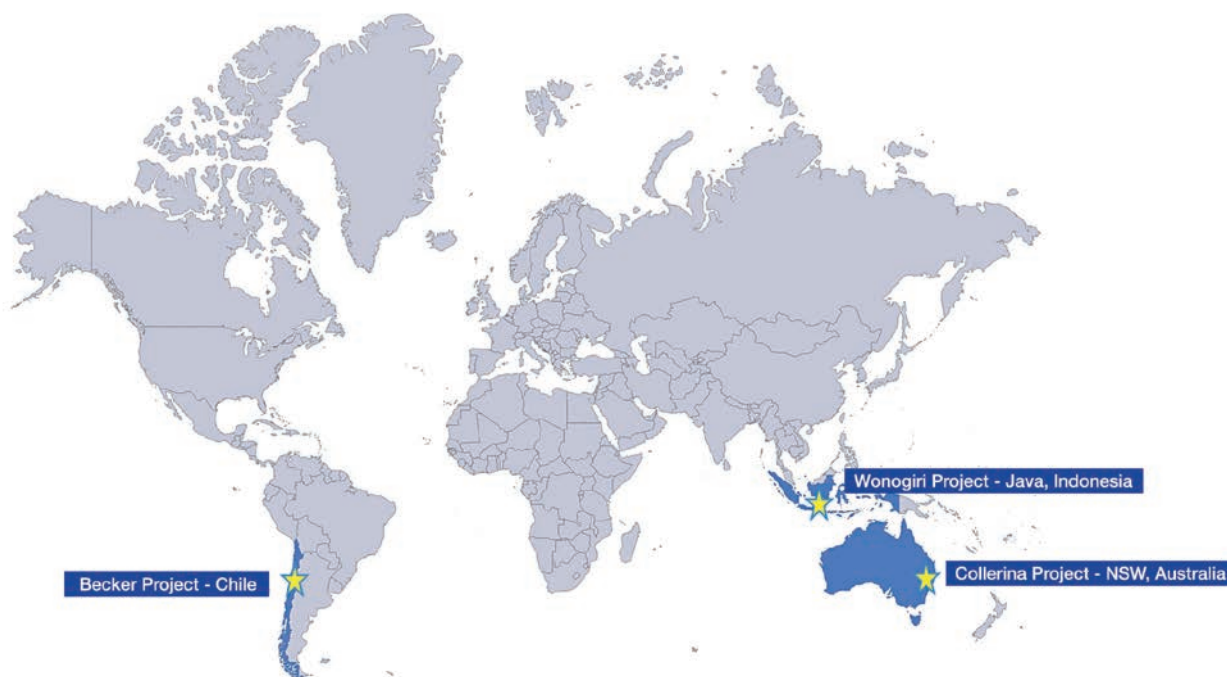 Wonogiri Project - Java, Indonesia
Collerina Project - NSW, Australia
Becker Project - Chile